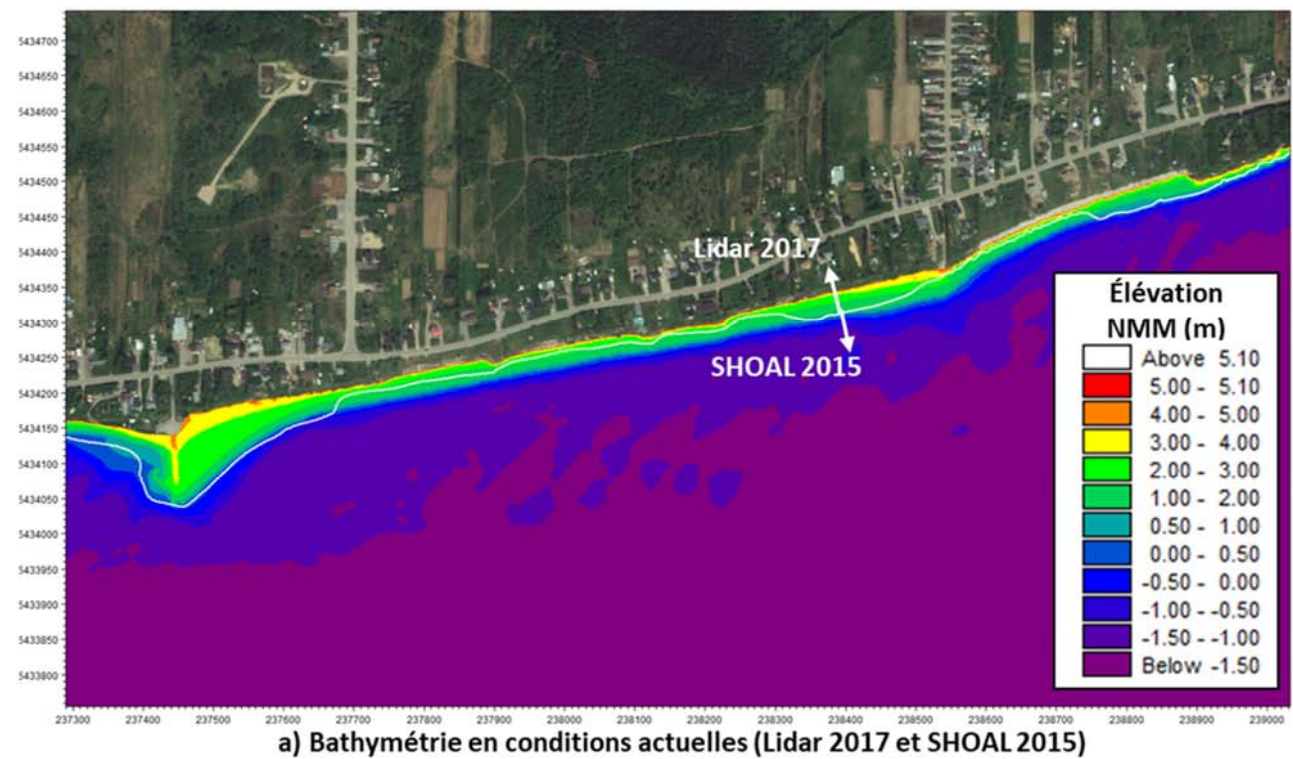 5434700
5434650
5434600
5434550
5434500
5434450
5434400
5434350
5434300
5434250
5434200
5434150
5434100
5434050
5434000
5433950
5433900
5433850
5433800
Lidar 2017
SHOAL 2015
Élévation
NMM (m)
Above 5.10
5.00 - 5.10
4.00 - 5.00
3.00 - 4.00
2.00 - 3.00
1.00 - 2.00
0.50 - 1.00
0.00 - 0.50
-0.50 - 0.00
-1.00 - -0.50
-1.50 - -1.00
Below -1.50
237300 237400 237500 237600 237700 237800 237900 238000 238100 238200 238300 238400 238500 238600 238700 238800 238900 239000
a) Bathymétrie en conditions actuelles (Lidar 2017 et SHOAL 2015)